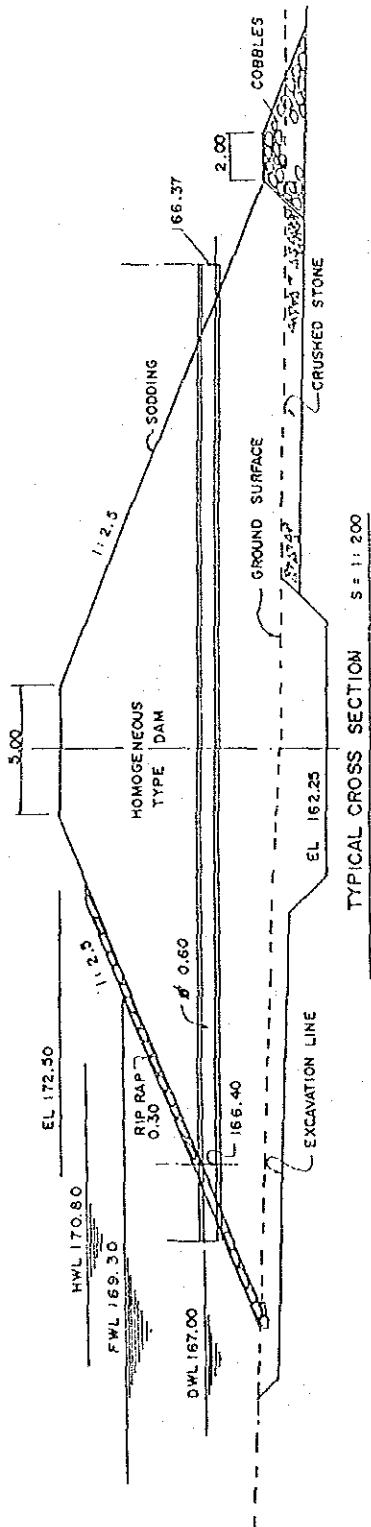 5.00
EL 172.50
HWL 170.80
FWL 169.30
DWL 167.00
1:2.5
RIP RAP
0.30
166.40
Ø 0.60
HOMOGENEOUS
TYPE DAM
1:2.5
SODDING
166.37
2.00
COBBLES
GROUND SURFACE
CRUSHED STONE
EXCAVATION LINE
EL 162.25
TYPICAL CROSS SECTION S = 1:200